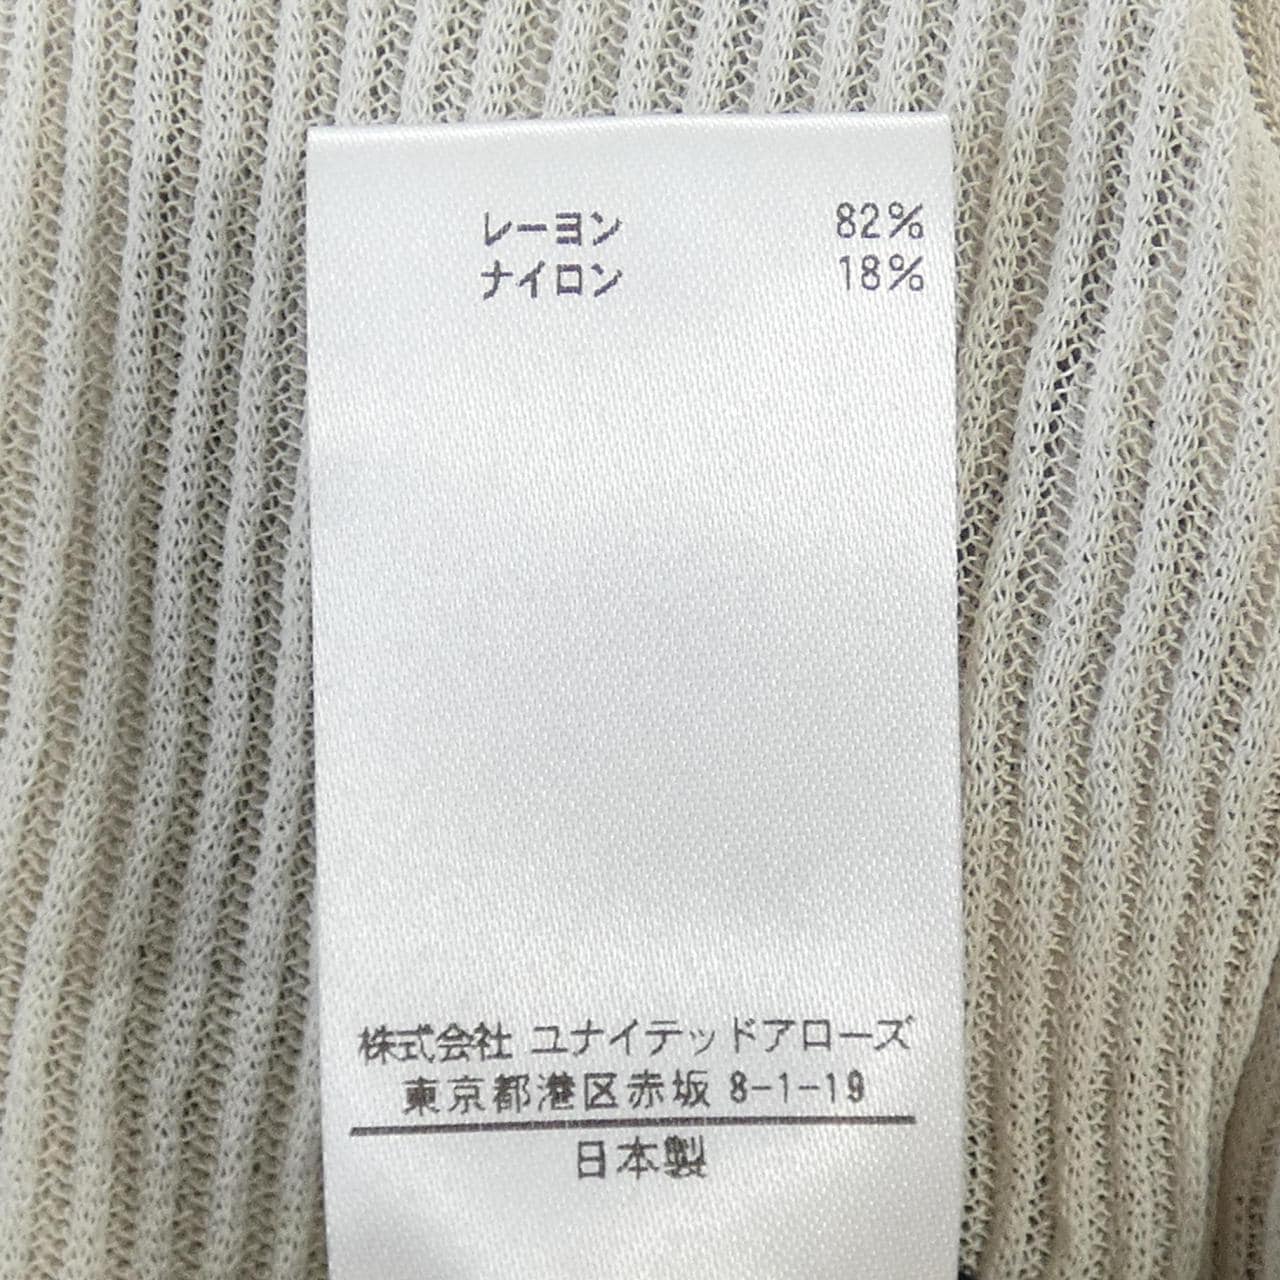 レーヨン 82%
ナイロン 18%
株式会社 ユナイテッドアローズ
東京都港区赤坂 8-1-19
日本製